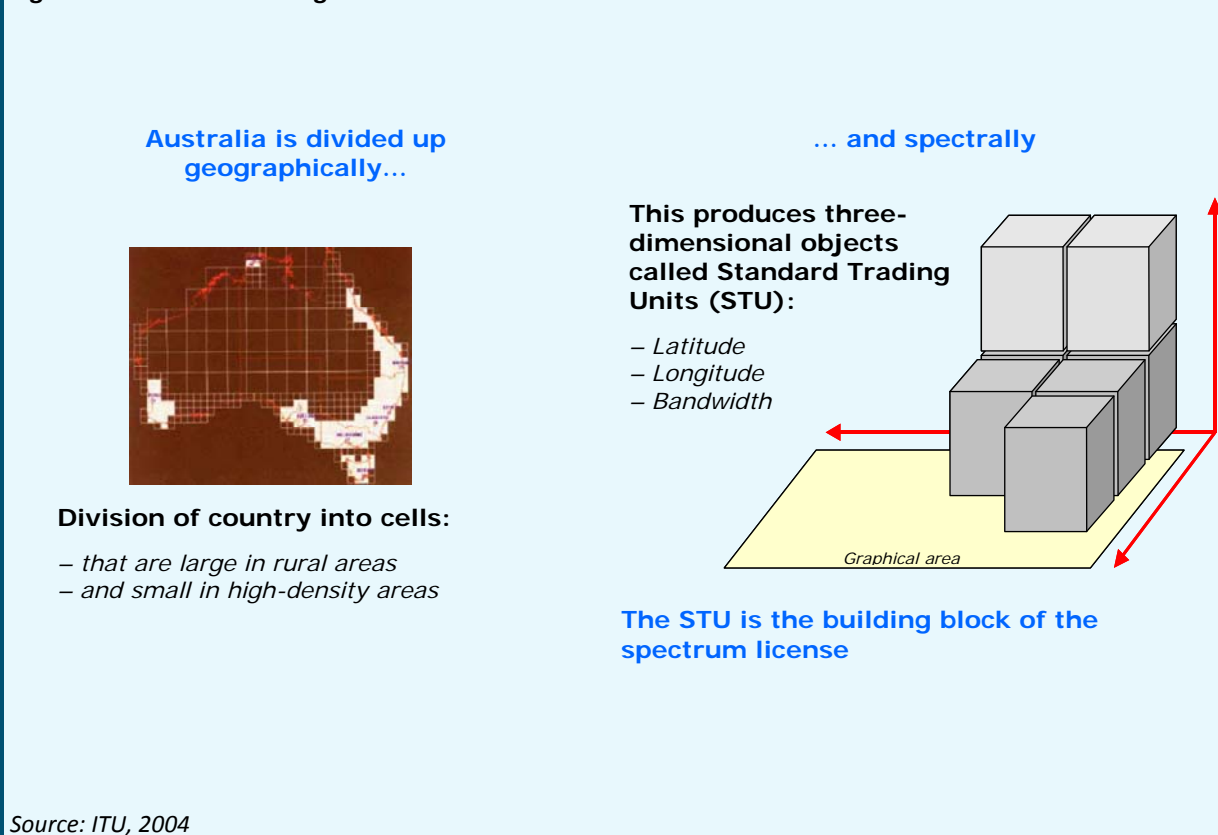 Australia is divided up
geographically...
... and spectrally
This produces three-
dimensional objects
called Standard Trading
Units (STU):
– Latitude
– Longitude
– Bandwidth
Division of country into cells:
– that are large in rural areas
– and small in high-density areas
Graphical area
The STU is the building block of the
spectrum license
Source: ITU, 2004